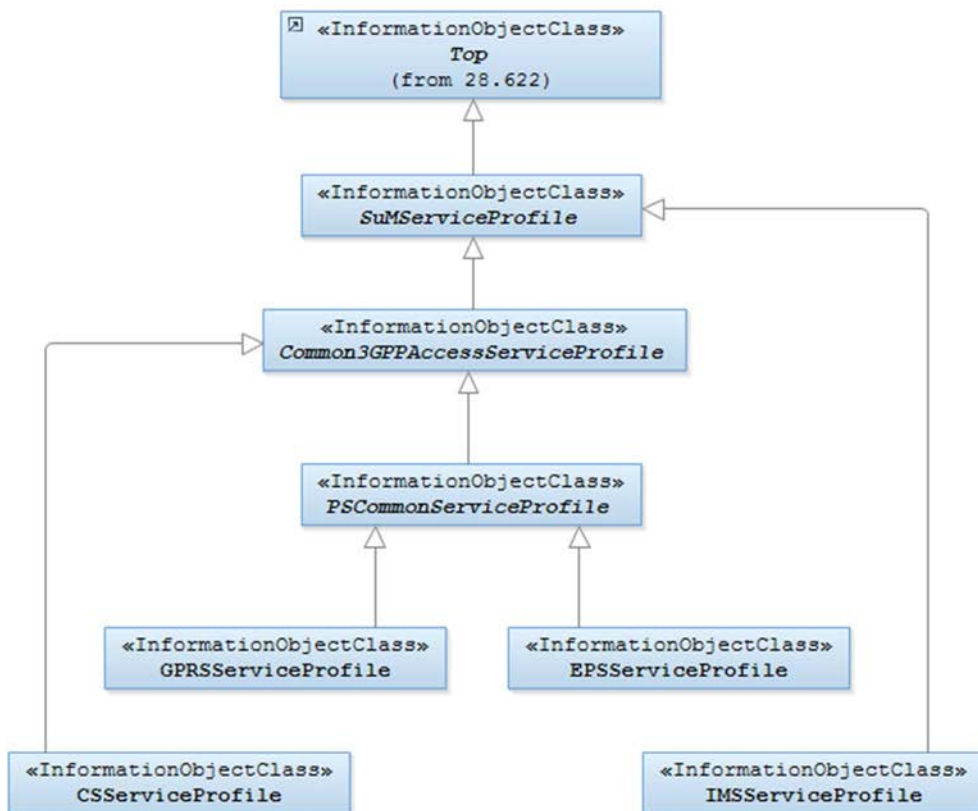 «InformationObjectClass»
Top
(from 28.622)
«InformationObjectClass»
SuMServiceProfile
«InformationObjectClass»
Common3GPPAccessServiceProfile
«InformationObjectClass»
PSCommonServiceProfile
«InformationObjectClass»
GPRSServiceProfile
«InformationObjectClass»
EPSServiceProfile
«InformationObjectClass»
CSServiceProfile
«InformationObjectClass»
IMSServiceProfile